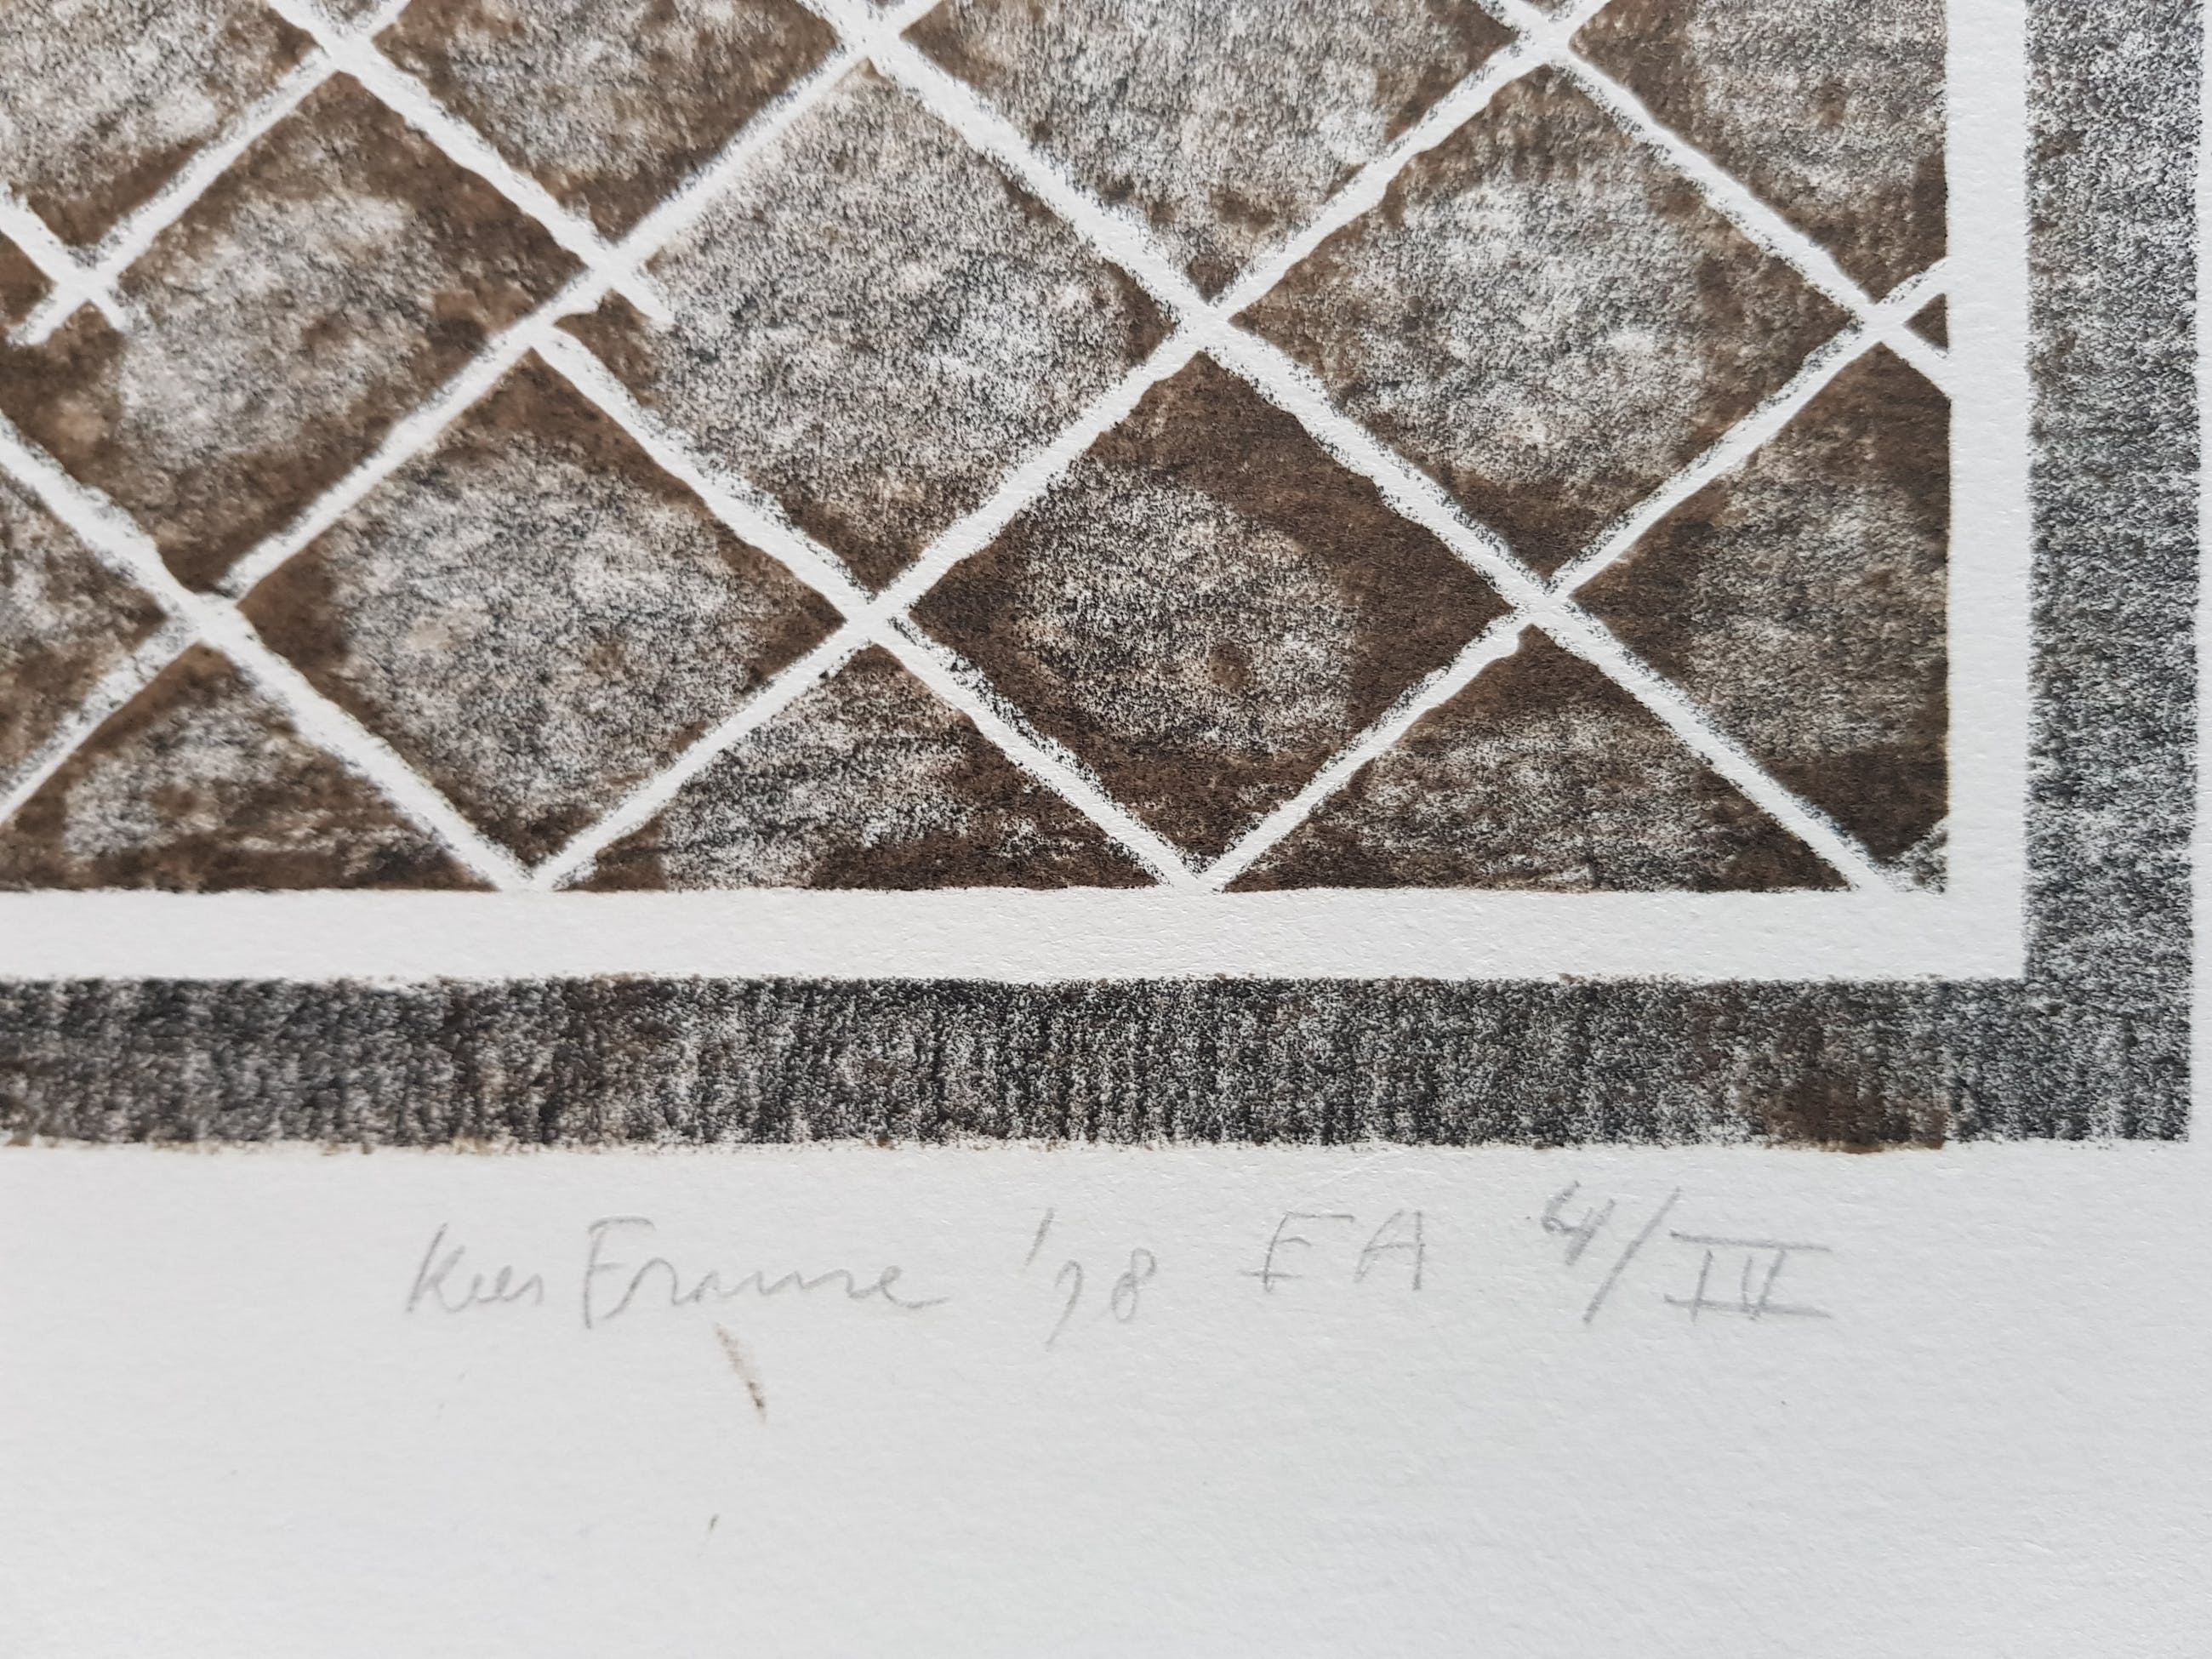 Kees Franse '78 EA 4/IV